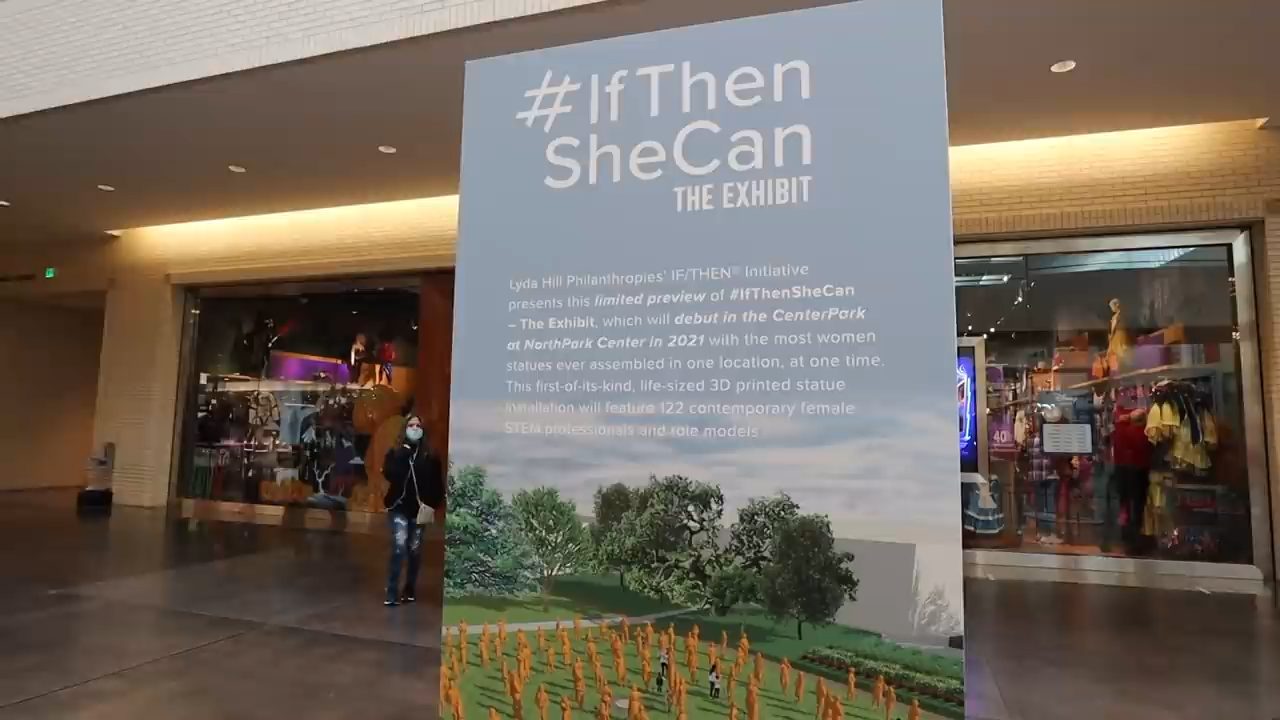 #IfThen
SheCan
THE EXHIBIT
Lyda Hill Philanthropies' IF/THEN® Initiative
presents this limited preview of #IfThenSheCan
– The Exhibit, which will debut in the CenterPark
at NorthPark Center in 2021 with the most women
statues ever assembled in one location, at one time.
This first-of-its-kind, life-sized 3D printed statue
installation will feature 122 contemporary female
STEM professionals and role models
40